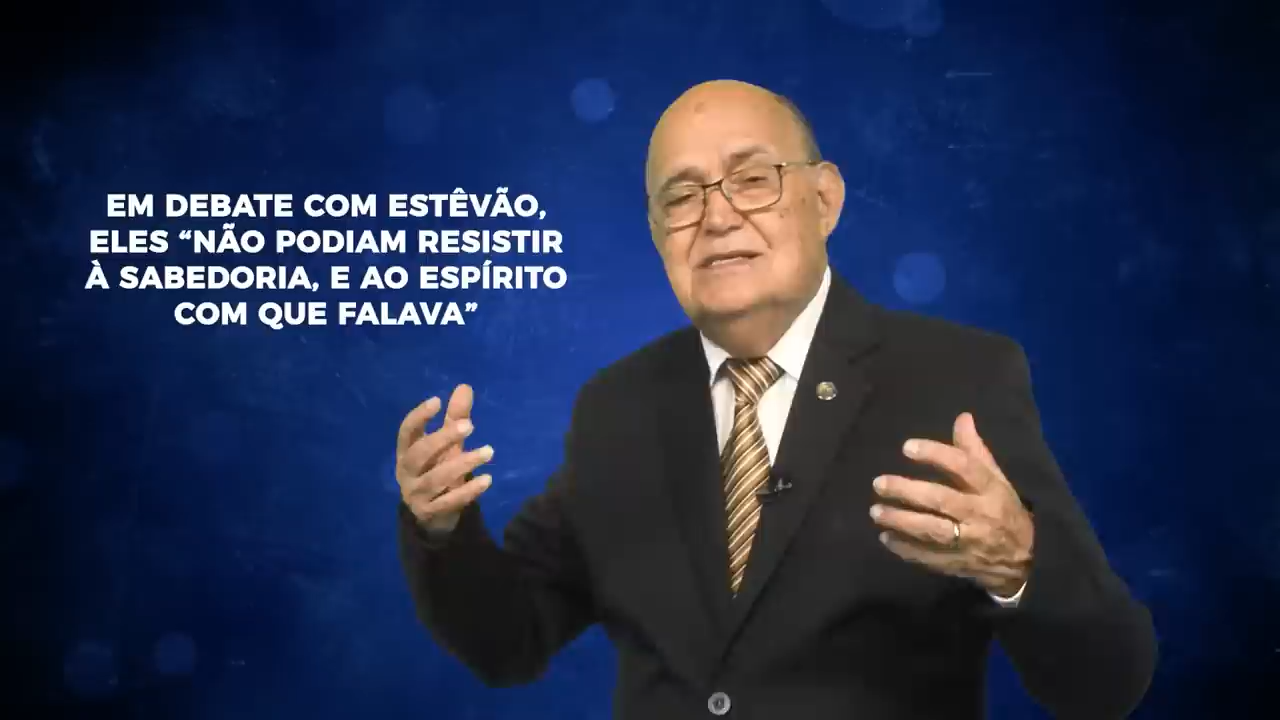 EM DEBATE COM ESTÊVÃO,
ELES “NÃO PODIAM RESISTIR
À SABEDORIA, E AO ESPÍRITO
COM QUE FALAVA”